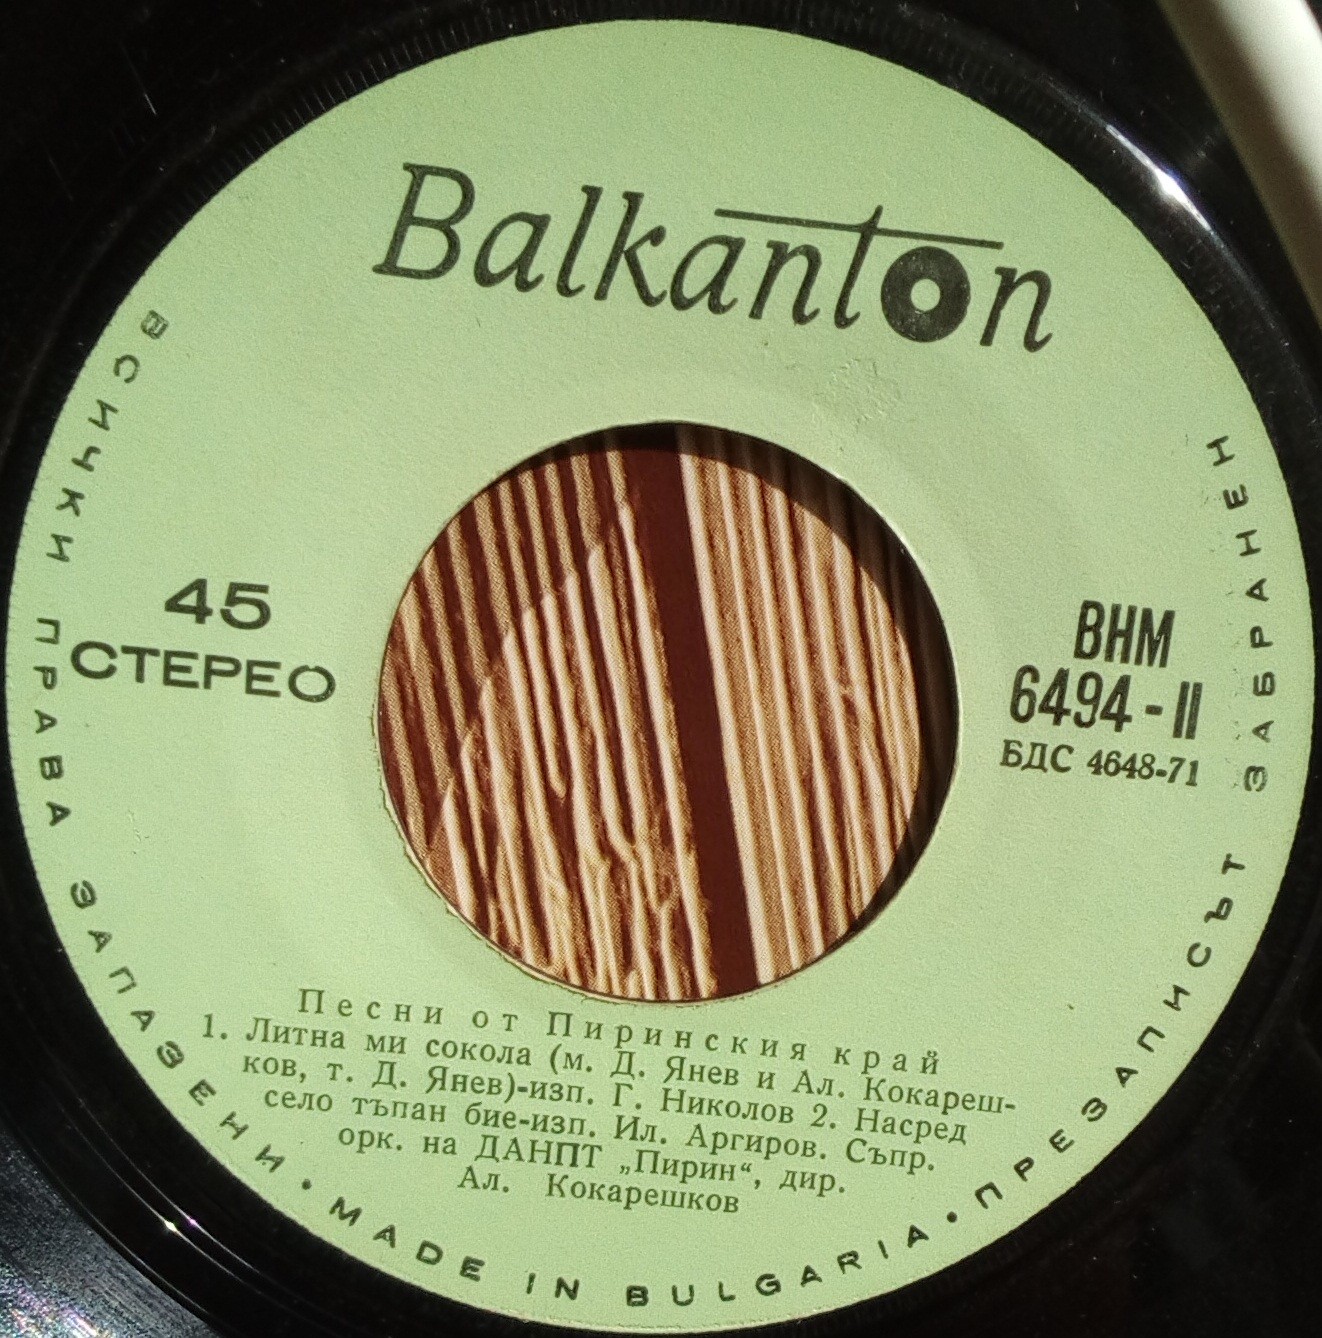 Balkanton
45
СТЕРЕО
ВНМ
6494-II
БДС 4648-71
Песни от Пиринския край
1. Литна ми сокола (м. Д. Янев и Ал. Кокареш-
ков, т. Д. Янев)-изп. Г. Николов 2. Насред
село тъпан бие-изп. Ил. Аргиров. Съпр.
орк. на ДАНПТ „Пирин“, дир.
Ал. Кокарешков
ВСИЧКИ ПРАВА ЗАПАЗЕНИ • MADE IN BULGARIA • ПРЕЗАПИСЪТ ЗАБРАНЕН